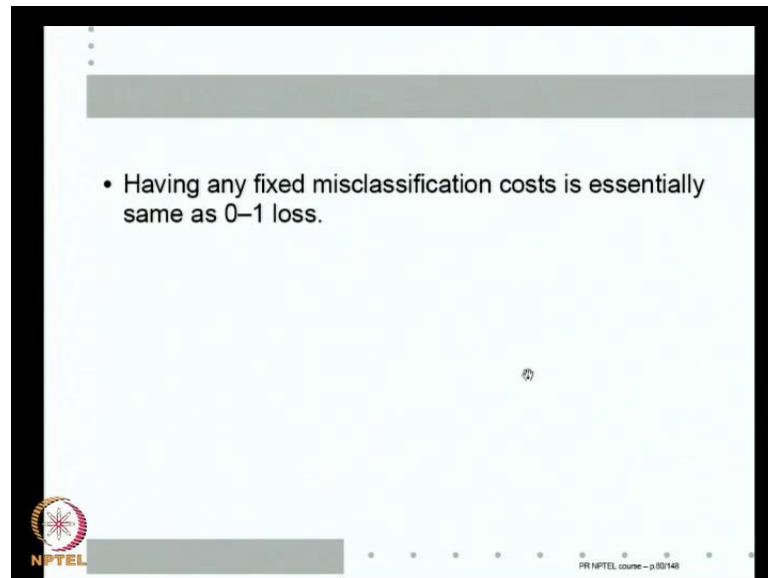 • Having any fixed misclassification costs is essentially
same as 0–1 loss.
NPTEL
PR NPTEL course – p.80/148